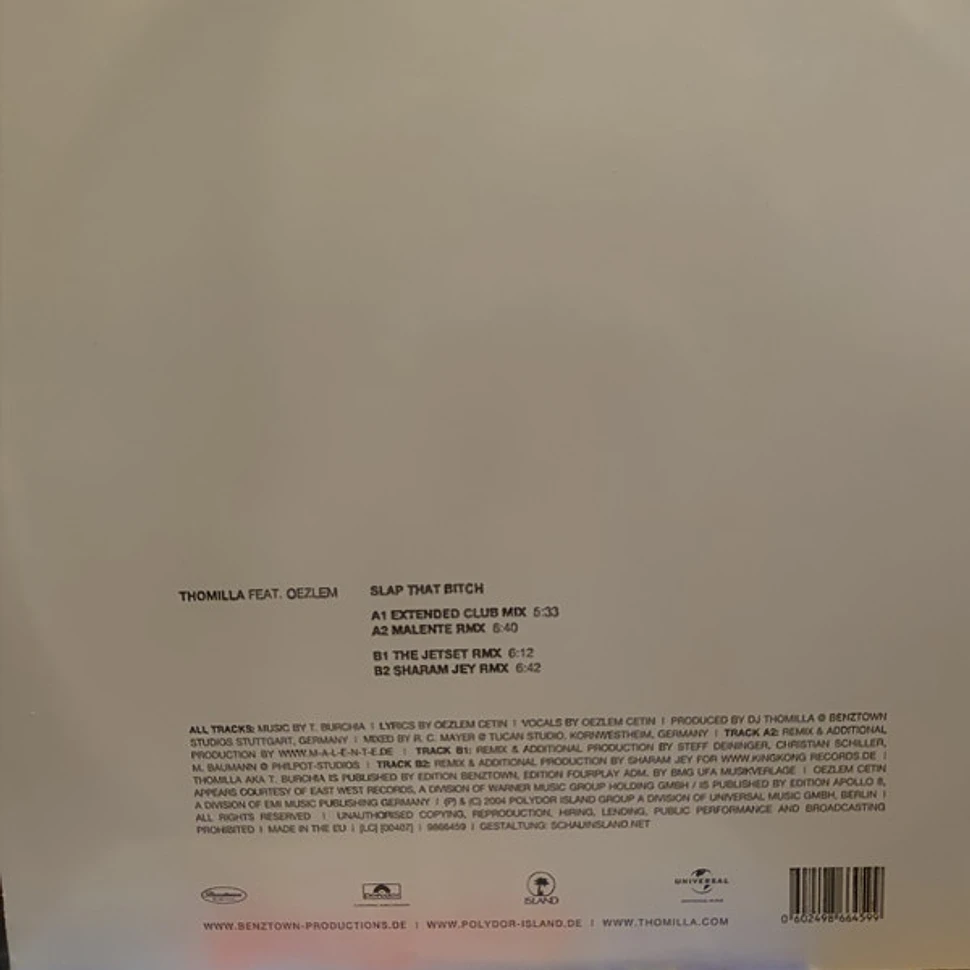 THOMILLA FEAT. OEZLEM SLAP THAT BITCH
A1 EXTENDED CLUB MIX 5:33
A2 MALENTE RMX 6:40
B1 THE JETSET RMX 6:12
B2 SHARAM JEY RMX 6:42
ALL TRACKS: MUSIC BY T. BURCHIA | LYRICS BY OEZLEM CETIN | VOCALS BY OEZLEM CETIN | PRODUCED BY DJ THOMILLA @ BENZTOWN
STUDIOS STUTTGART, GERMANY | MIXED BY R. C. MAYER @ TUCAN STUDIO, KORNWESTHEIM, GERMANY | TRACK A2: REMIX & ADDITIONAL
PRODUCTION BY WWW.M-A-L-E-N-T-E.DE | TRACK B1: REMIX & ADDITIONAL PRODUCTION BY STEFF DEININGER, CHRISTIAN SCHILLER,
M. BAUMANN @ PHILPOT-STUDIOS | TRACK B2: REMIX & ADDITIONAL PRODUCTION BY SHARAM JEY FOR WWW.KINGKONG RECORDS.DE |
THOMILLA AKA T. BURCHIA IS PUBLISHED BY EDITION BENZTOWN, EDITION FOURPLAY ADM. BY BMG UFA MUSIKVERLAGE | OEZLEM CETIN
APPEARS COURTESY OF EAST WEST RECORDS, A DIVISION OF WARNER MUSIC GROUP HOLDING GMBH / IS PUBLISHED BY EDITION APOLLO 8,
A DIVISION OF EMI MUSIC PUBLISHING GERMANY | (P) & (C) 2004 POLYDOR ISLAND GROUP A DIVISION OF UNIVERSAL MUSIC GMBH, BERLIN |
ALL RIGHTS RESERVED | UNAUTHORISED COPYING, REPRODUCTION, HIRING, LENDING, PUBLIC PERFORMANCE AND BROADCASTING
PROHIBITED | MADE IN THE EU | [LC] [00407] | 9866459 | GESTALTUNG: SCHAUINSLAND.NET
ISLAND UNIVERSAL
WWW.BENZTOWN-PRODUCTIONS.DE | WWW.POLYDOR-ISLAND.DE | WWW.THOMILLA.COM
0 602498 664599